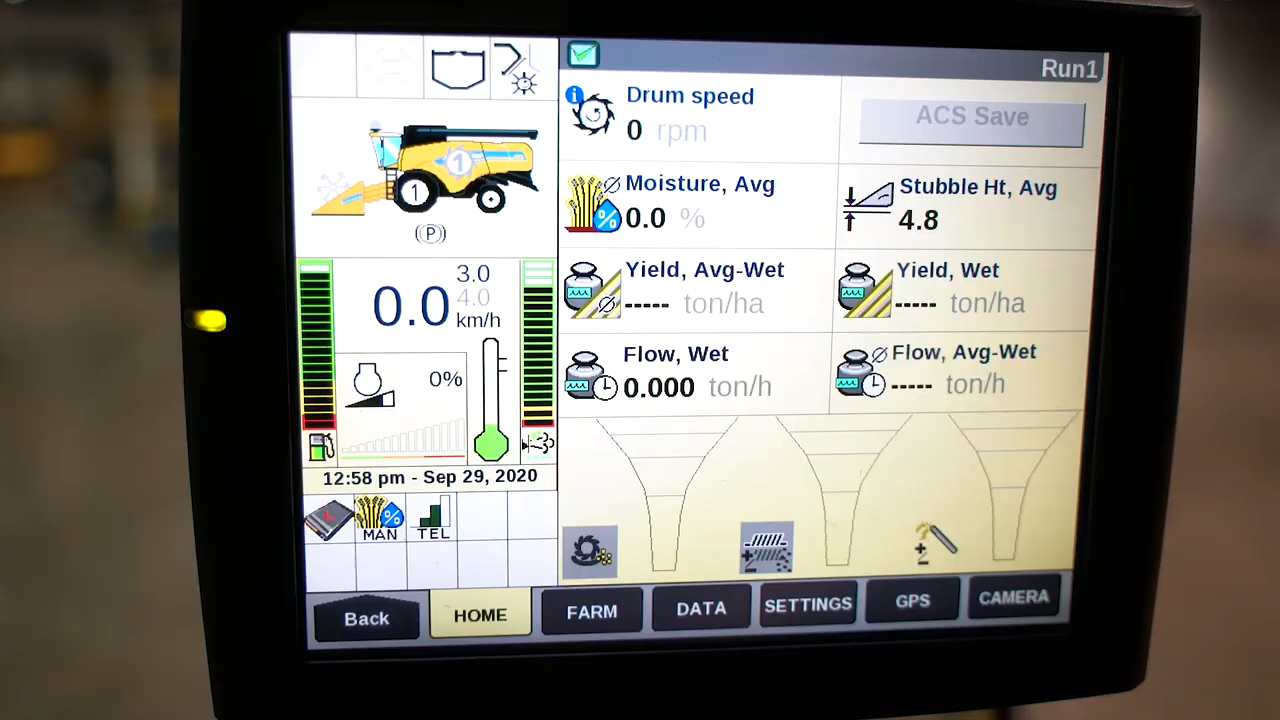 Run1
Drum speed
0 rpm
ACS Save
1
1
(P)
Moisture, Avg
0.0 %
Stubble Ht, Avg
4.8
3.0
0.0
4.0
km/h
Yield, Avg-Wet
----- ton/ha
Yield, Wet
----- ton/ha
0%
Flow, Wet
0.000 ton/h
Flow, Avg-Wet
----- ton/h
12:58 pm - Sep 29, 2020
MAN
TEL
Back
HOME
FARM
DATA
SETTINGS
GPS
CAMERA